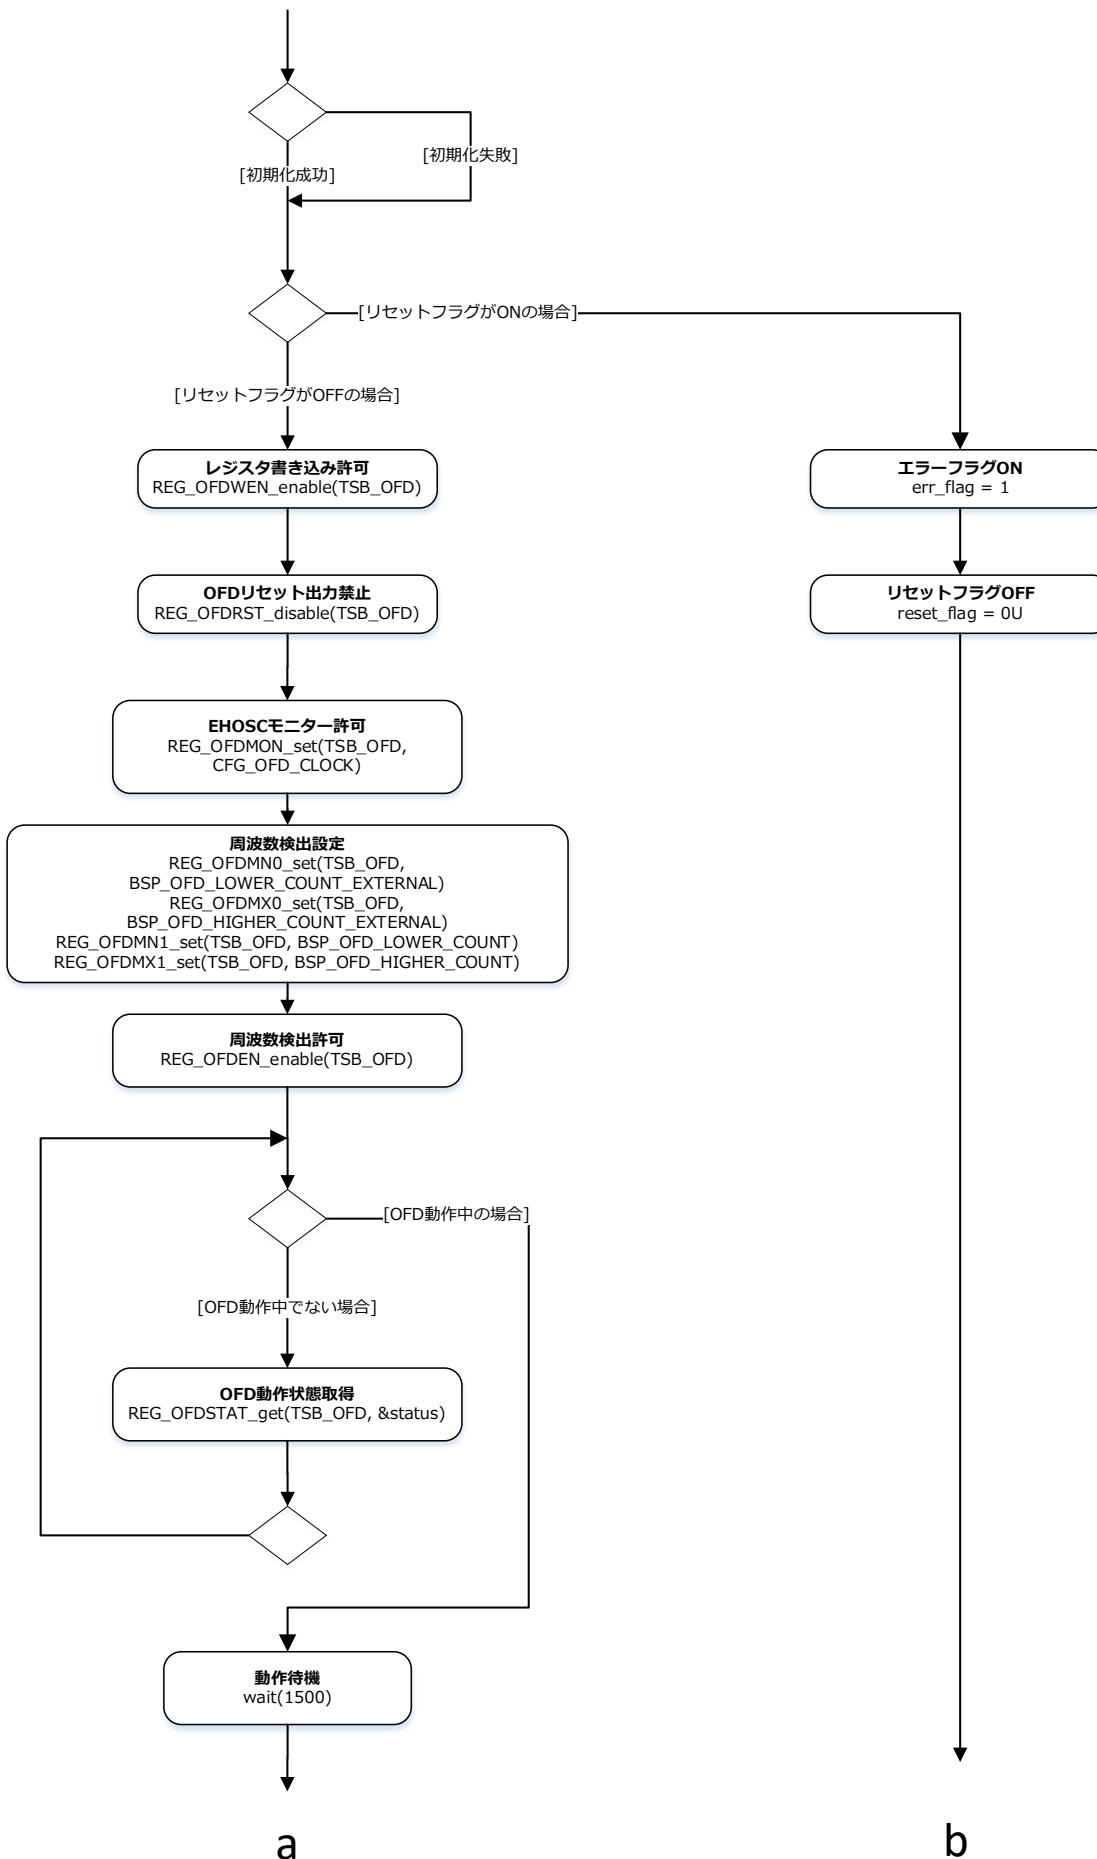 [初期化失敗]
[初期化成功]
[リセットフラグがONの場合]
[リセットフラグがOFFの場合]
レジスタ書き込み許可
REG_OFDWEN_enable(TSB_OFD)
エラーフラグON
err_flag = 1
OFDリセット出力禁止
REG_OFDRST_disable(TSB_OFD)
リセットフラグOFF
reset_flag = 0U
EHOSCモニター許可
REG_OFDMON_set(TSB_OFD,
CFG_OFD_CLOCK)
周波数検出設定
REG_OFDMN0_set(TSB_OFD,
BSP_OFD_LOWER_COUNT_EXTERNAL)
REG_OFDMX0_set(TSB_OFD,
BSP_OFD_HIGHER_COUNT_EXTERNAL)
REG_OFDMN1_set(TSB_OFD, BSP_OFD_LOWER_COUNT)
REG_OFDMX1_set(TSB_OFD, BSP_OFD_HIGHER_COUNT)
周波数検出許可
REG_OFDEN_enable(TSB_OFD)
[OFD動作中の場合]
[OFD動作中でない場合]
OFD動作状態取得
REG_OFDSTAT_get(TSB_OFD, &status)
動作待機
wait(1500)
a
b